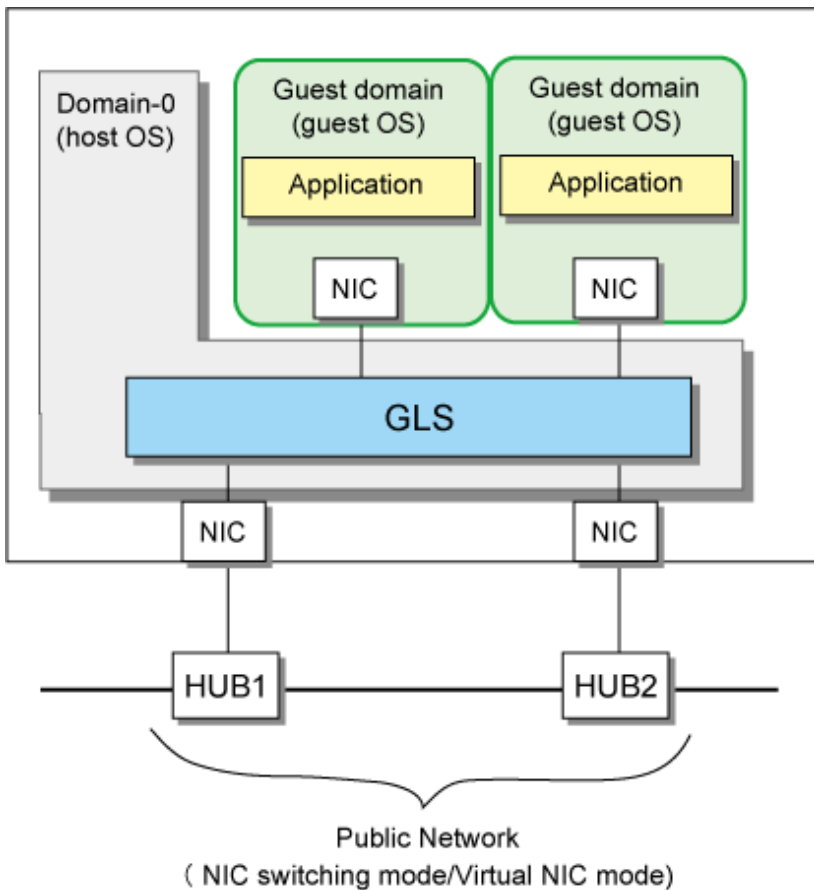 Domain-0
(host OS)
Guest domain
(guest OS)
Application
NIC
Guest domain
(guest OS)
Application
NIC
GLS
NIC
NIC
HUB1
HUB2
Public Network
( NIC switching mode/Virtual NIC mode)